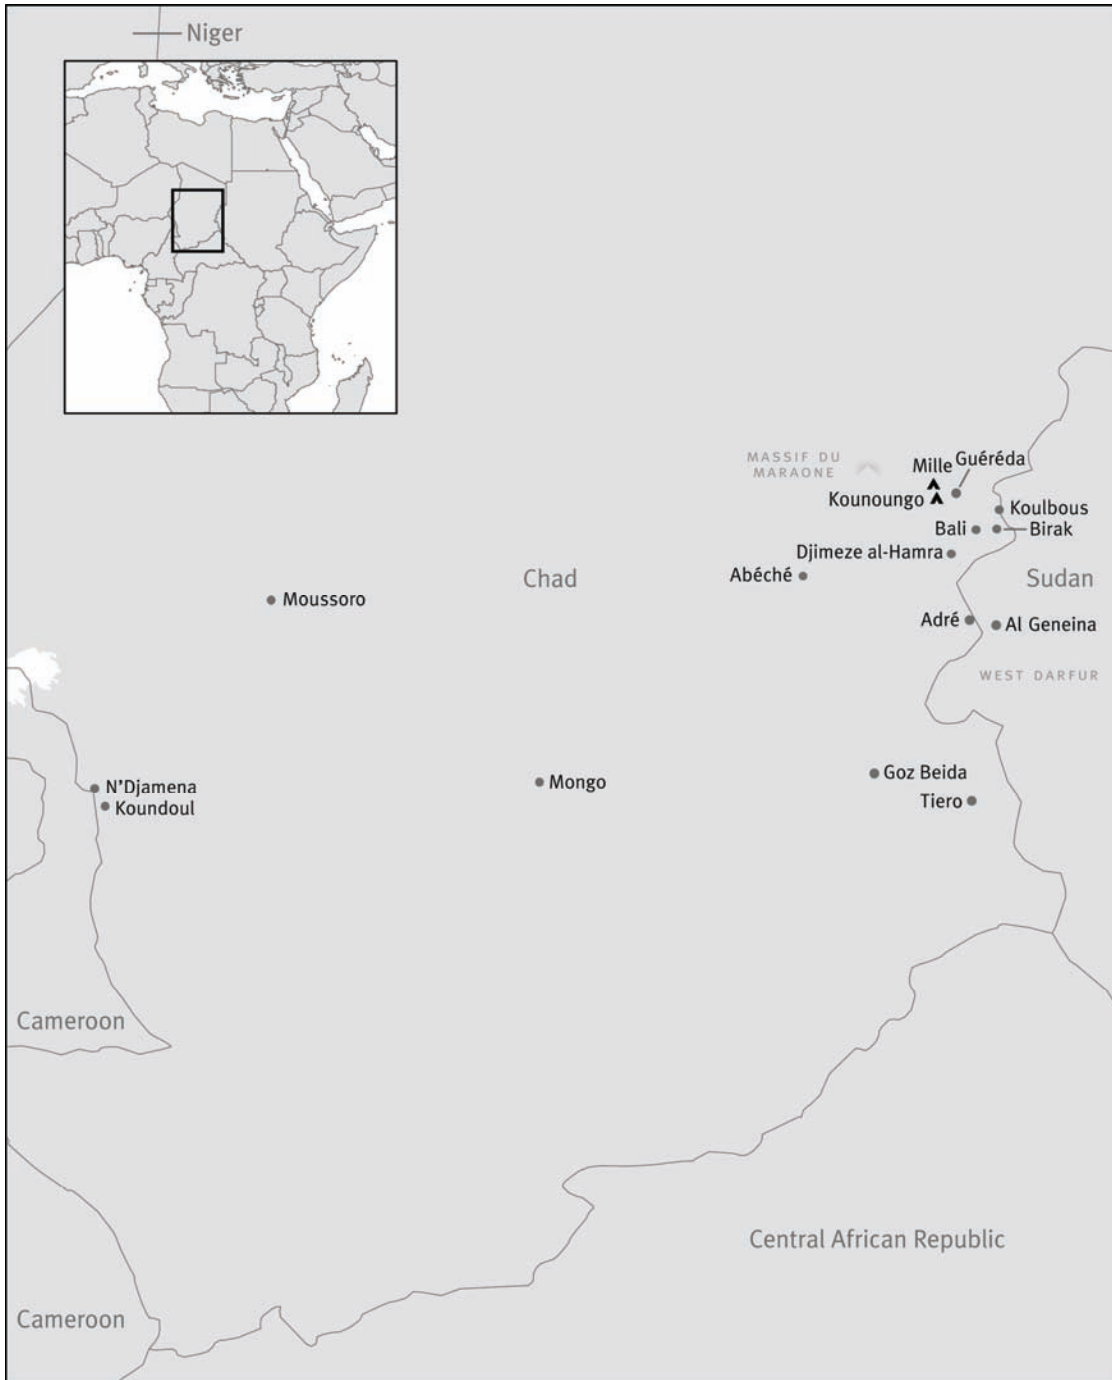 Niger
MASSIF DU
MARAONE
Mille
Guéréda
Kounoungo
Koulbous
Bali
Birak
Djimeze al-Hamra
Abéché
Chad
Sudan
Moussoro
Adré
Al Geneina
WEST DARFUR
Goz Beida
Mongo
N'Djamena
Tiero
Koundoul
Cameroon
Central African Republic
Cameroon